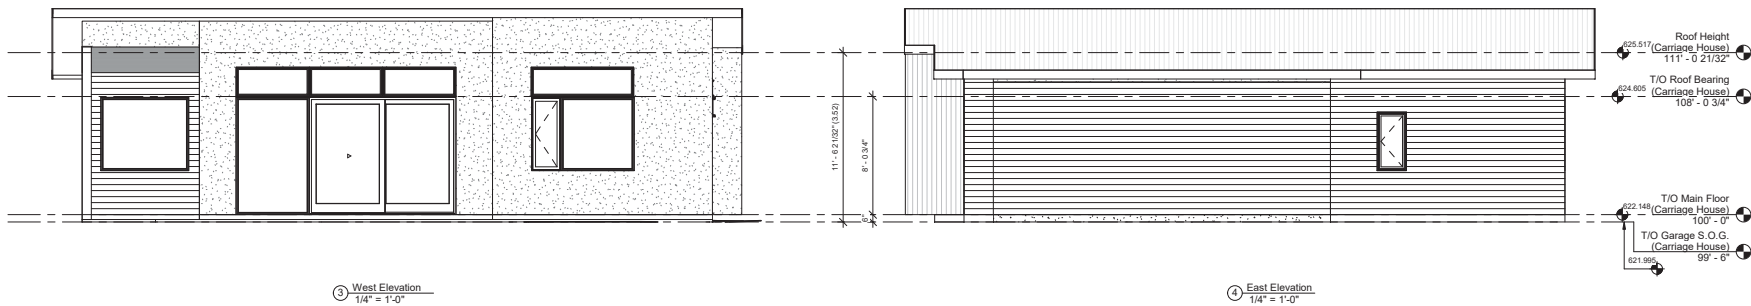 625.517
Roof Height
(Carriage House)
111' - 0 21/32"
624.605
T/O Roof Bearing
(Carriage House)
108' - 0 3/4"
11' - 6 21/32" (3.52)
8' - 0 3/4"
6"
622.148
T/O Main Floor
(Carriage House)
100' - 0"
T/O Garage S.O.G.
(Carriage House)
99' - 6"
621.995
3 West Elevation
1/4" = 1'-0"
4 East Elevation
1/4" = 1'-0"